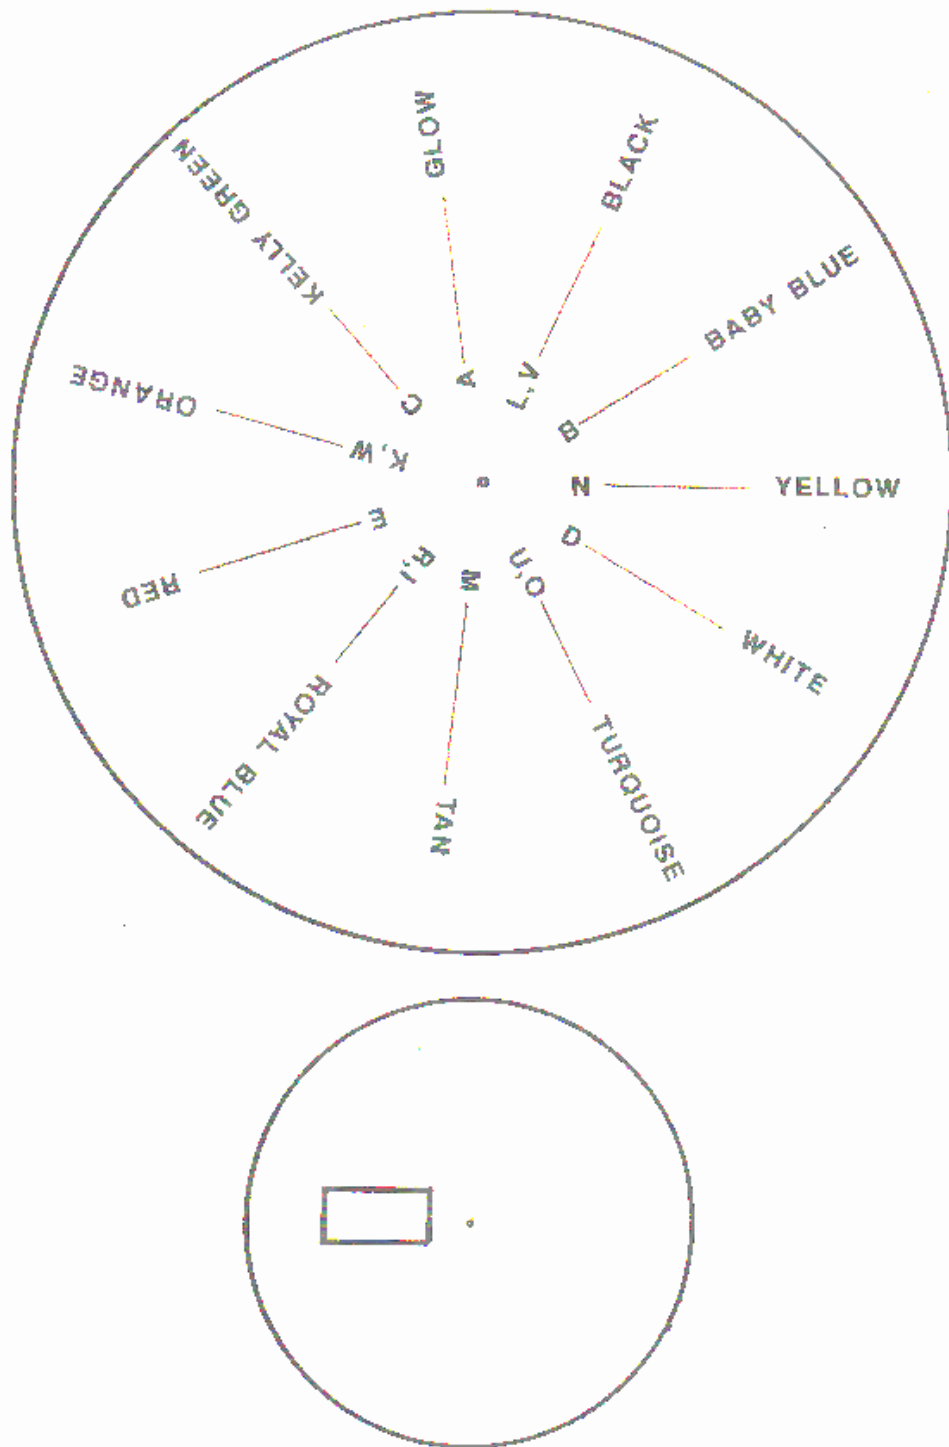 GLOW
A
BLACK
L,V
BABY BLUE
B
YELLOW
N
WHITE
D
TURQUOISE
U,O
TAN
M
ROYAL BLUE
R,I
RED
E
ORANGE
K,W
KELLY GREEN
C